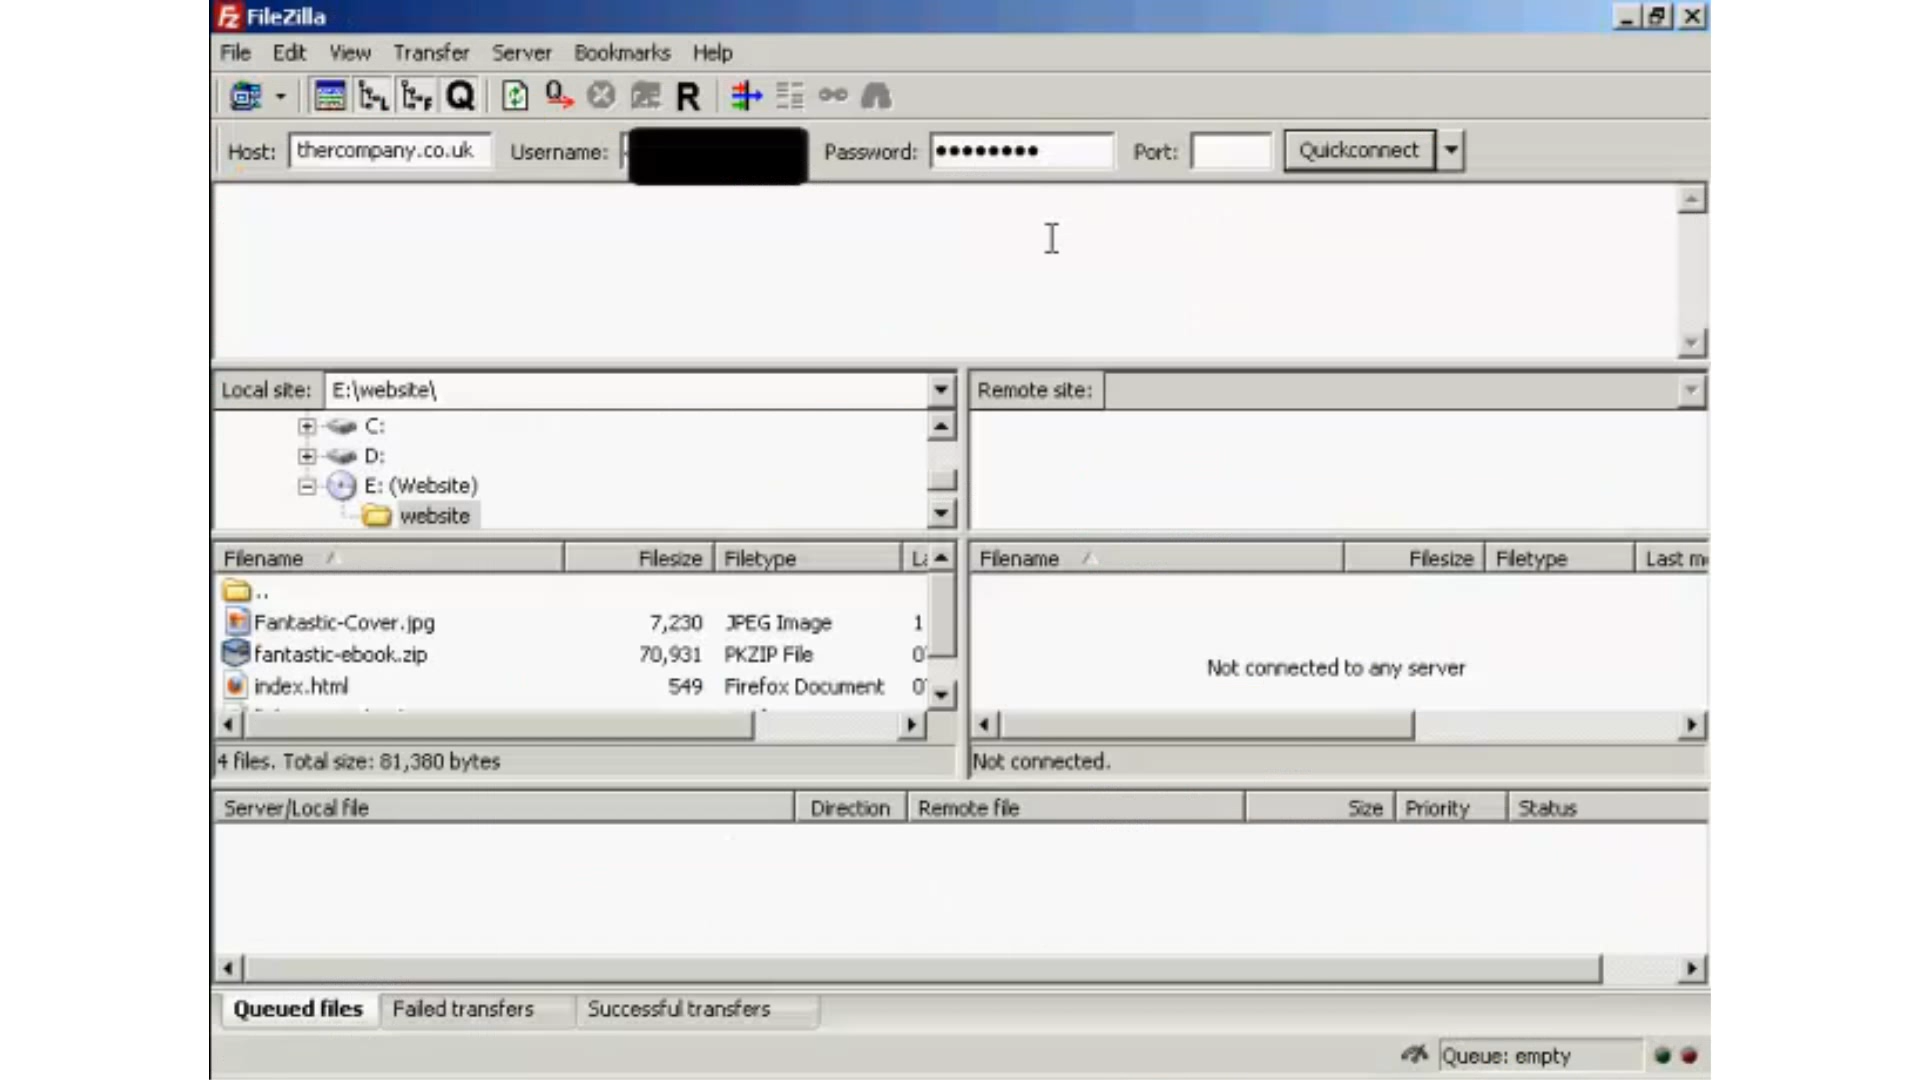 FileZilla
File Edit View Transfer Server Bookmarks Help
Host: thercompany.co.uk Username: Password: •••••••• Port: Quickconnect
Local site: E:\website\
C:
D:
E: (Website)
website
Remote site:
Filename Filesize Filetype
..
Fantastic-Cover.jpg 7,230 JPEG Image 1
fantastic-ebook.zip 70,931 PKZIP File
index.html 549 Firefox Document
4 files. Total size: 81,380 bytes
Filename Filesize Filetype Last
Not connected to any server
Not connected.
Server/Local file Direction Remote file Size Priority Status
Queued files Failed transfers Successful transfers
Queue: empty